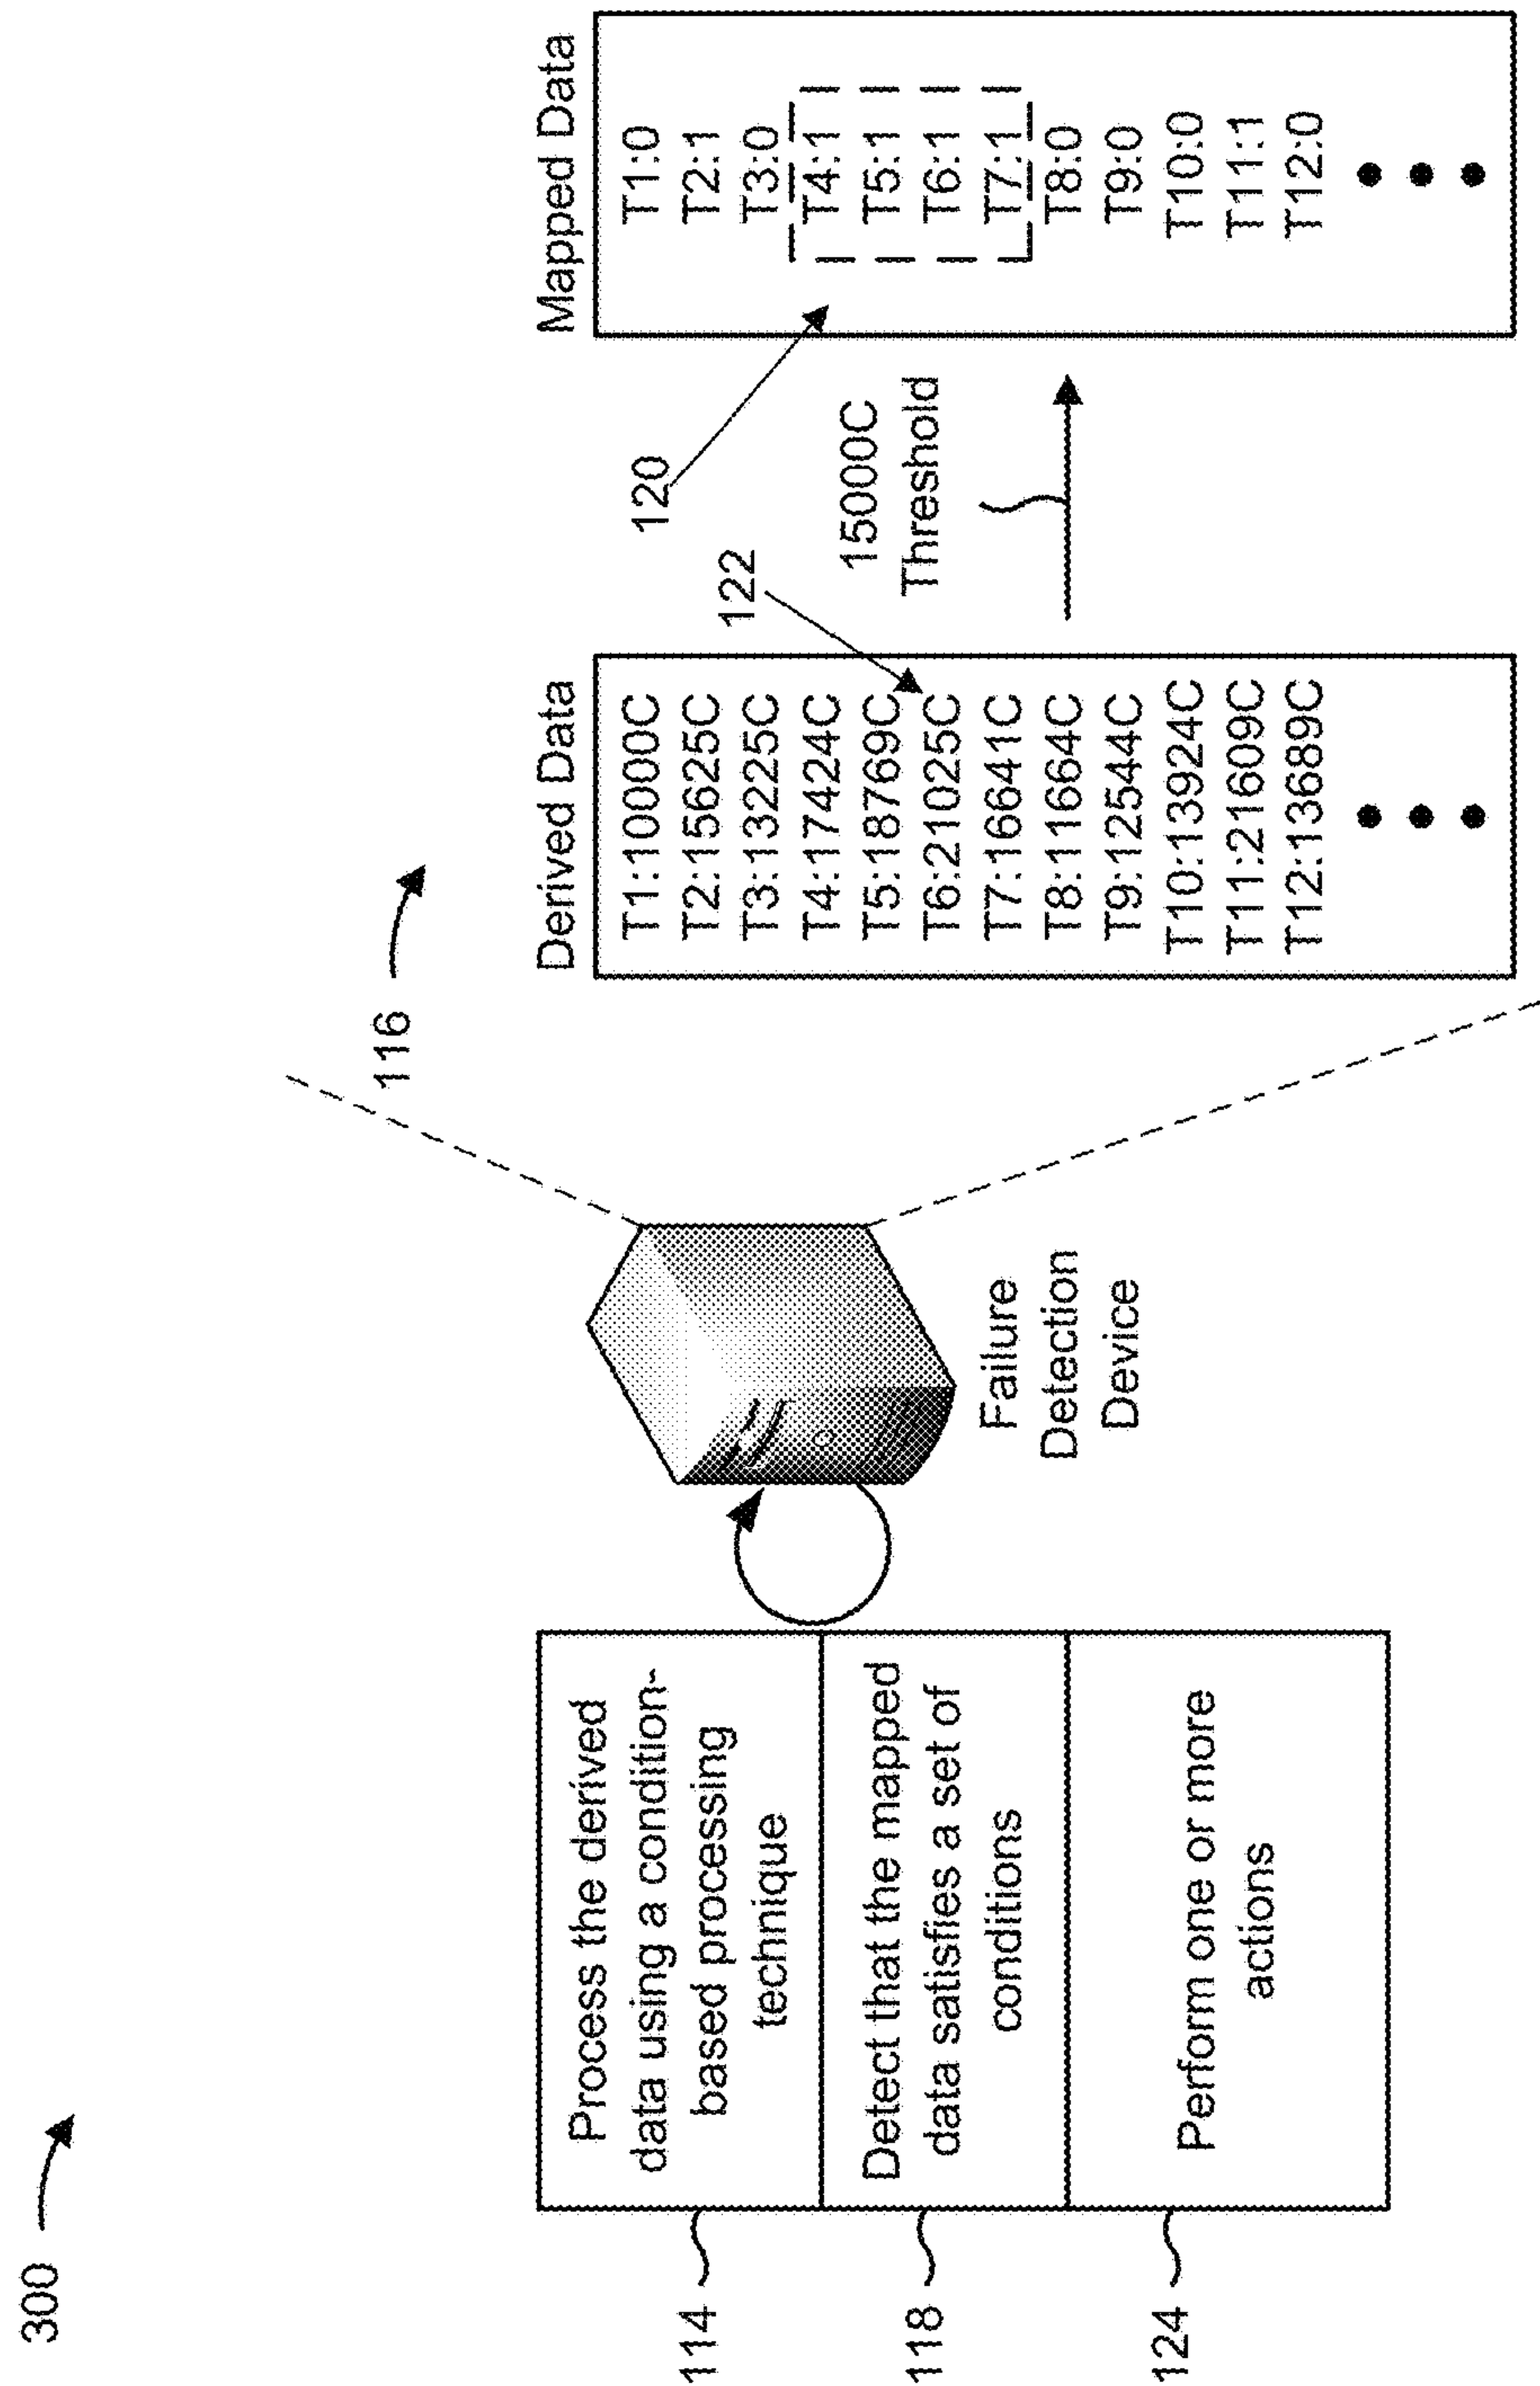 300
114
Process the derived
data using a condition-
based processing
technique
118
Detect that the mapped
data satisfies a set of
conditions
124
Perform one or more
actions
Failure
Detection
Device
116
Derived Data
T1:10000C
T2:15625C
T3:13225C
T4:17424C
T5:18769C
T6:21025C
T7:16641C
T8:11664C
T9:12544C
T10:13924C
T11:21609C
T12:13689C
122
120
15000C
Threshold
Mapped Data
T1:0
T2:1
T3:0
T4:1
T5:1
T6:1
T7:1
T8:0
T9:0
T10:0
T11:1
T12:0